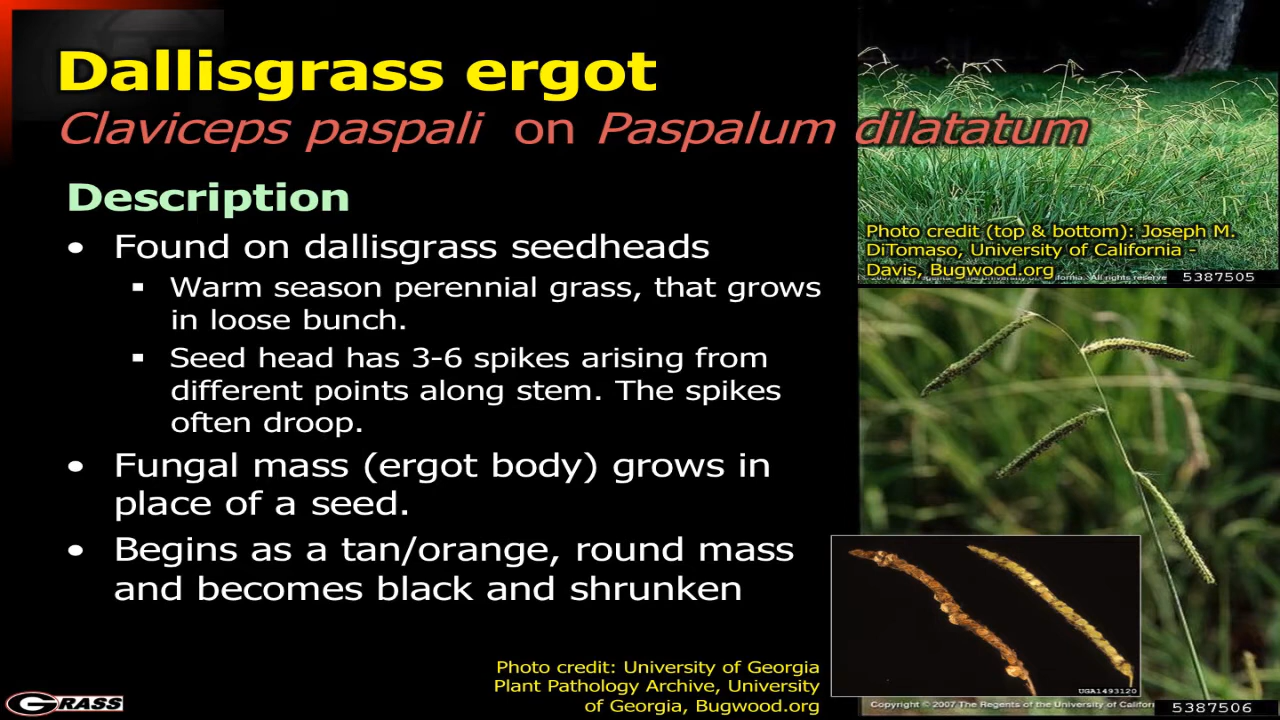 Dallisgrass ergot
Claviceps paspali on Paspalum dilatatum
Description
• Found on dallisgrass seedheads
▪ Warm season perennial grass, that grows
in loose bunch.
▪ Seed head has 3-6 spikes arising from
different points along stem. The spikes
often droop.
• Fungal mass (ergot body) grows in
place of a seed.
• Begins as a tan/orange, round mass
and becomes black and shrunken
Photo credit (top & bottom): Joseph M.
DiTomaso, University of California -
Davis, Bugwood.org
All rights reserve
5387505
UGA1493120
Photo credit: University of Georgia
Plant Pathology Archive, University
of Georgia, Bugwood.org
Copyright © 2007 The Regents of the University of Califor
5387506
GRASS